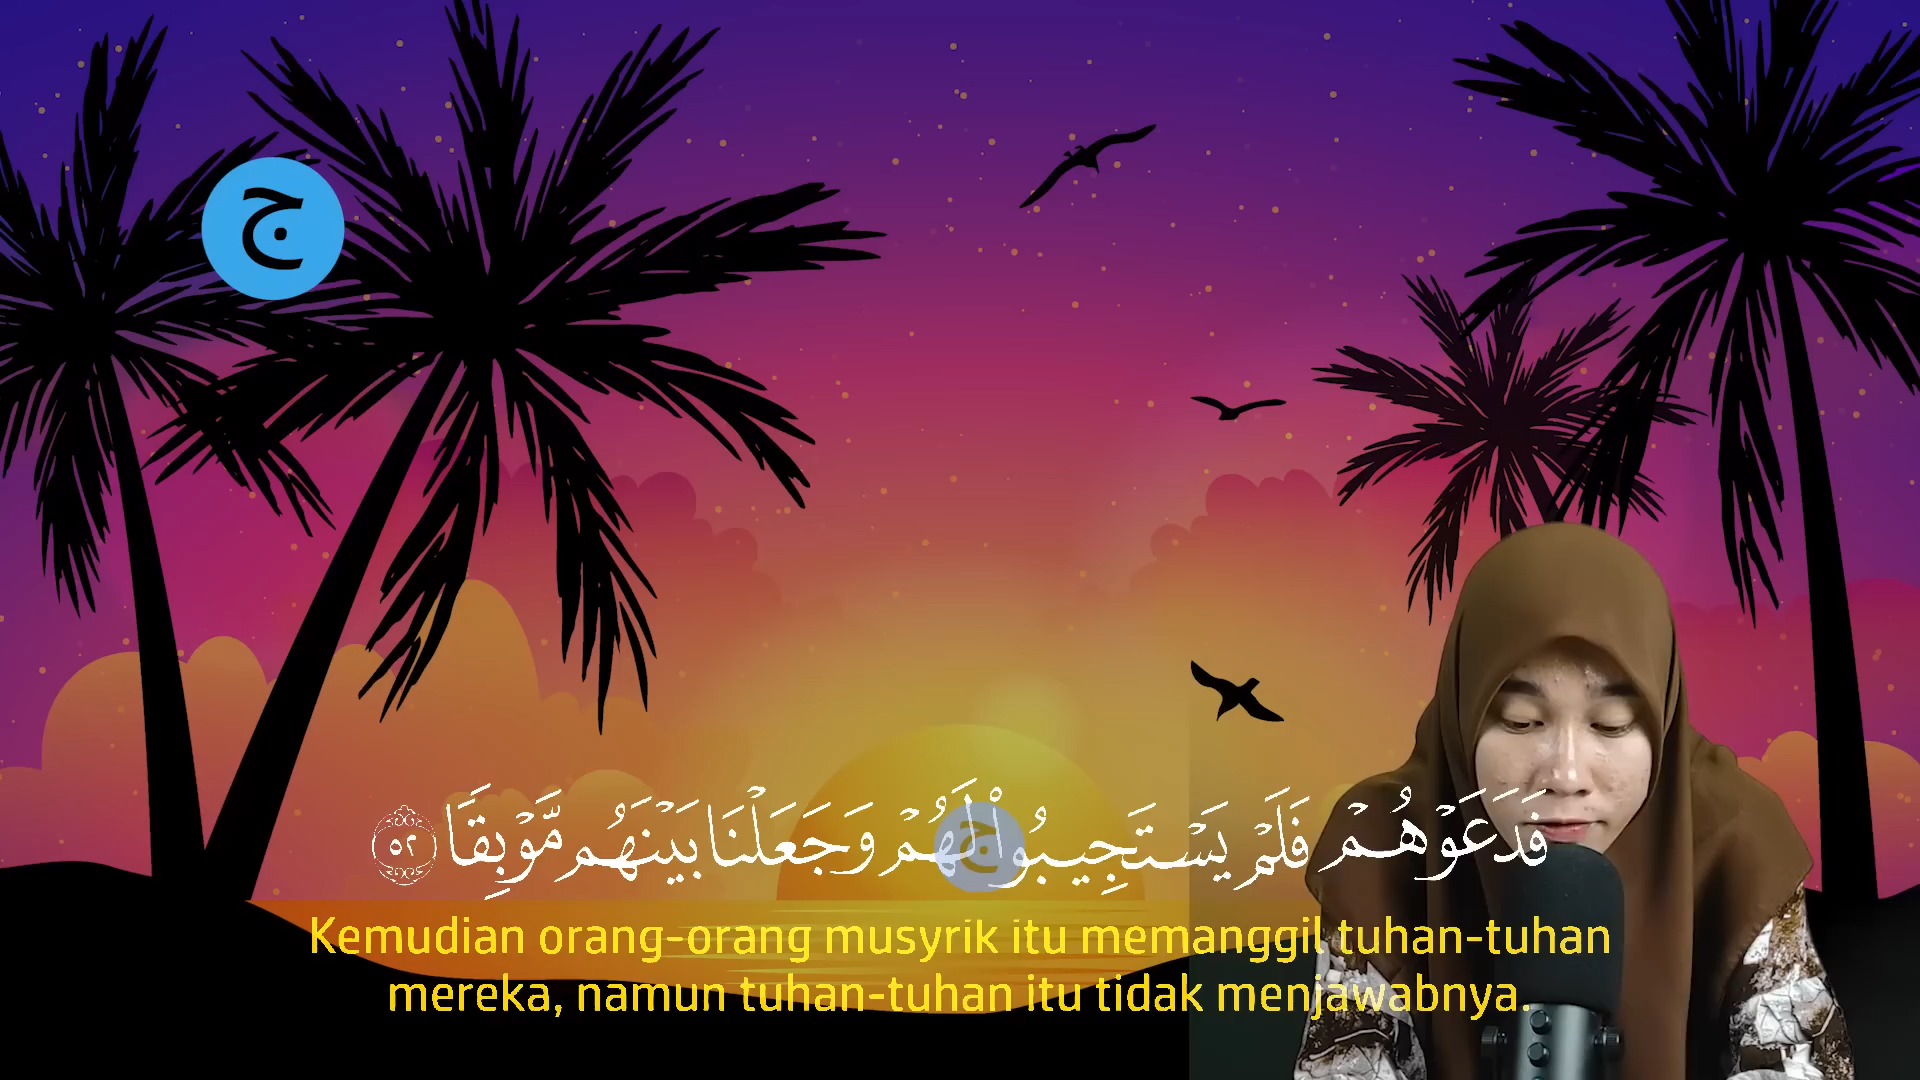 ج
فَدَعَوْهُمْ فَلَمْ يَسْتَجِيبُوا۟ لَهُمْ وَجَعَلْنَا بَيْنَهُم مَّوْبِقًا ٥٢
ج
Kemudian orang-orang musyrik itu memanggil tuhan-tuhan
mereka, namun tuhan-tuhan itu tidak menjawabnya.